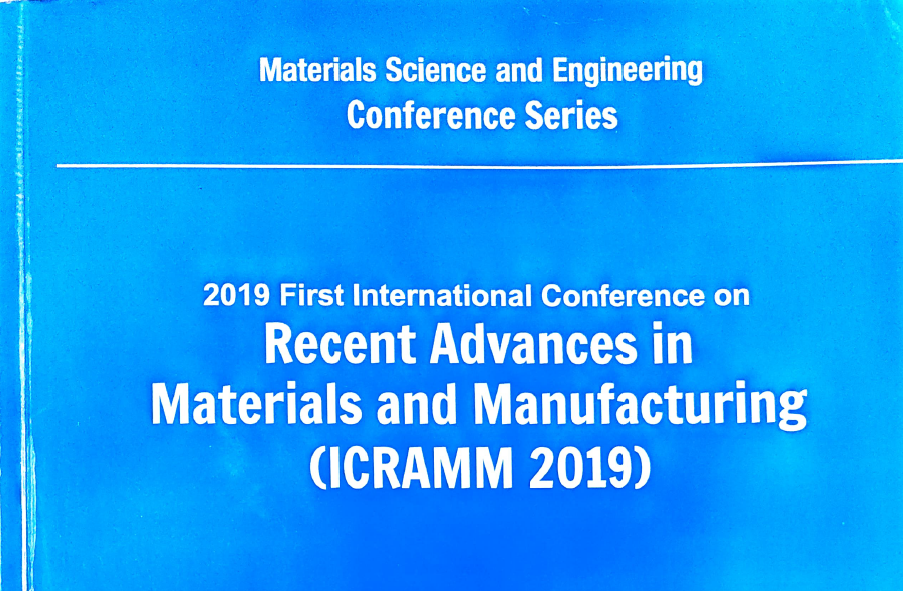 Materials Science and Engineering
Conference Series
2019 First International Conference on
Recent Advances in
Materials and Manufacturing
(ICRAMM 2019)